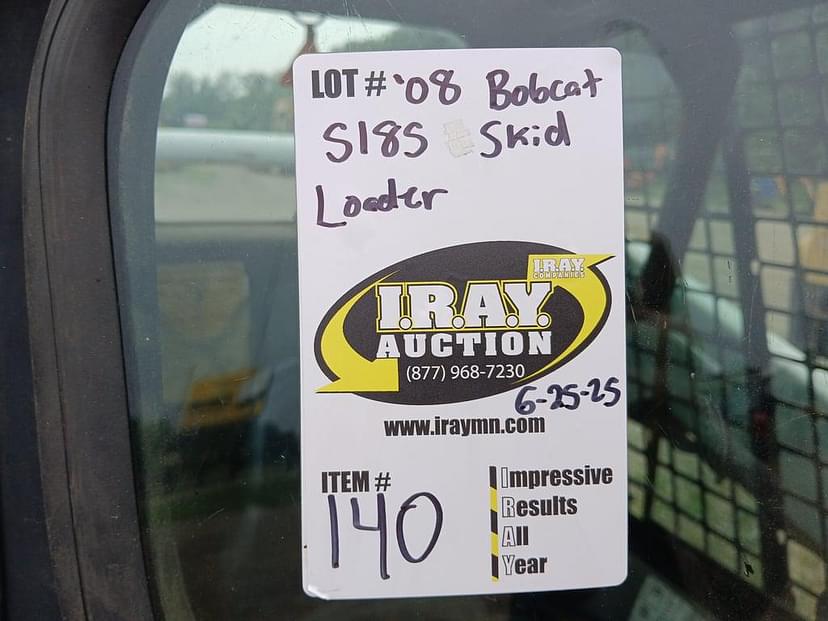 LOT # '08 Bobcat
S185 Skid
Loader
I.R.A.Y.
COMPANIES
I.R.A.Y.
AUCTION
(877) 968-7230
6-25-25
www.iraymn.com
ITEM #
140
Impressive
Results
All
Year